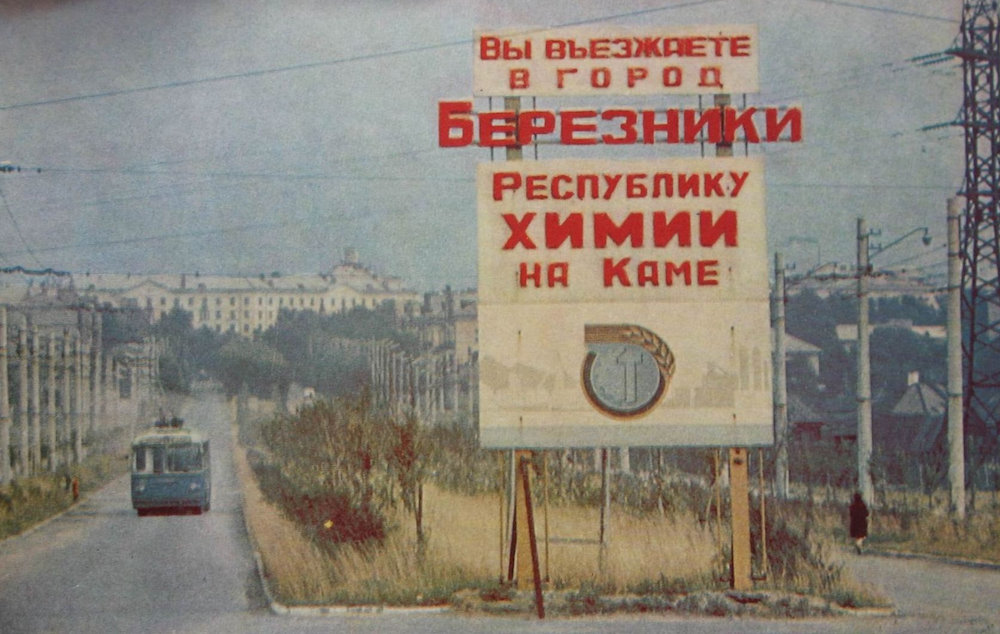 Вы въезжаете
в город
Березники
Республику
химии
на Каме